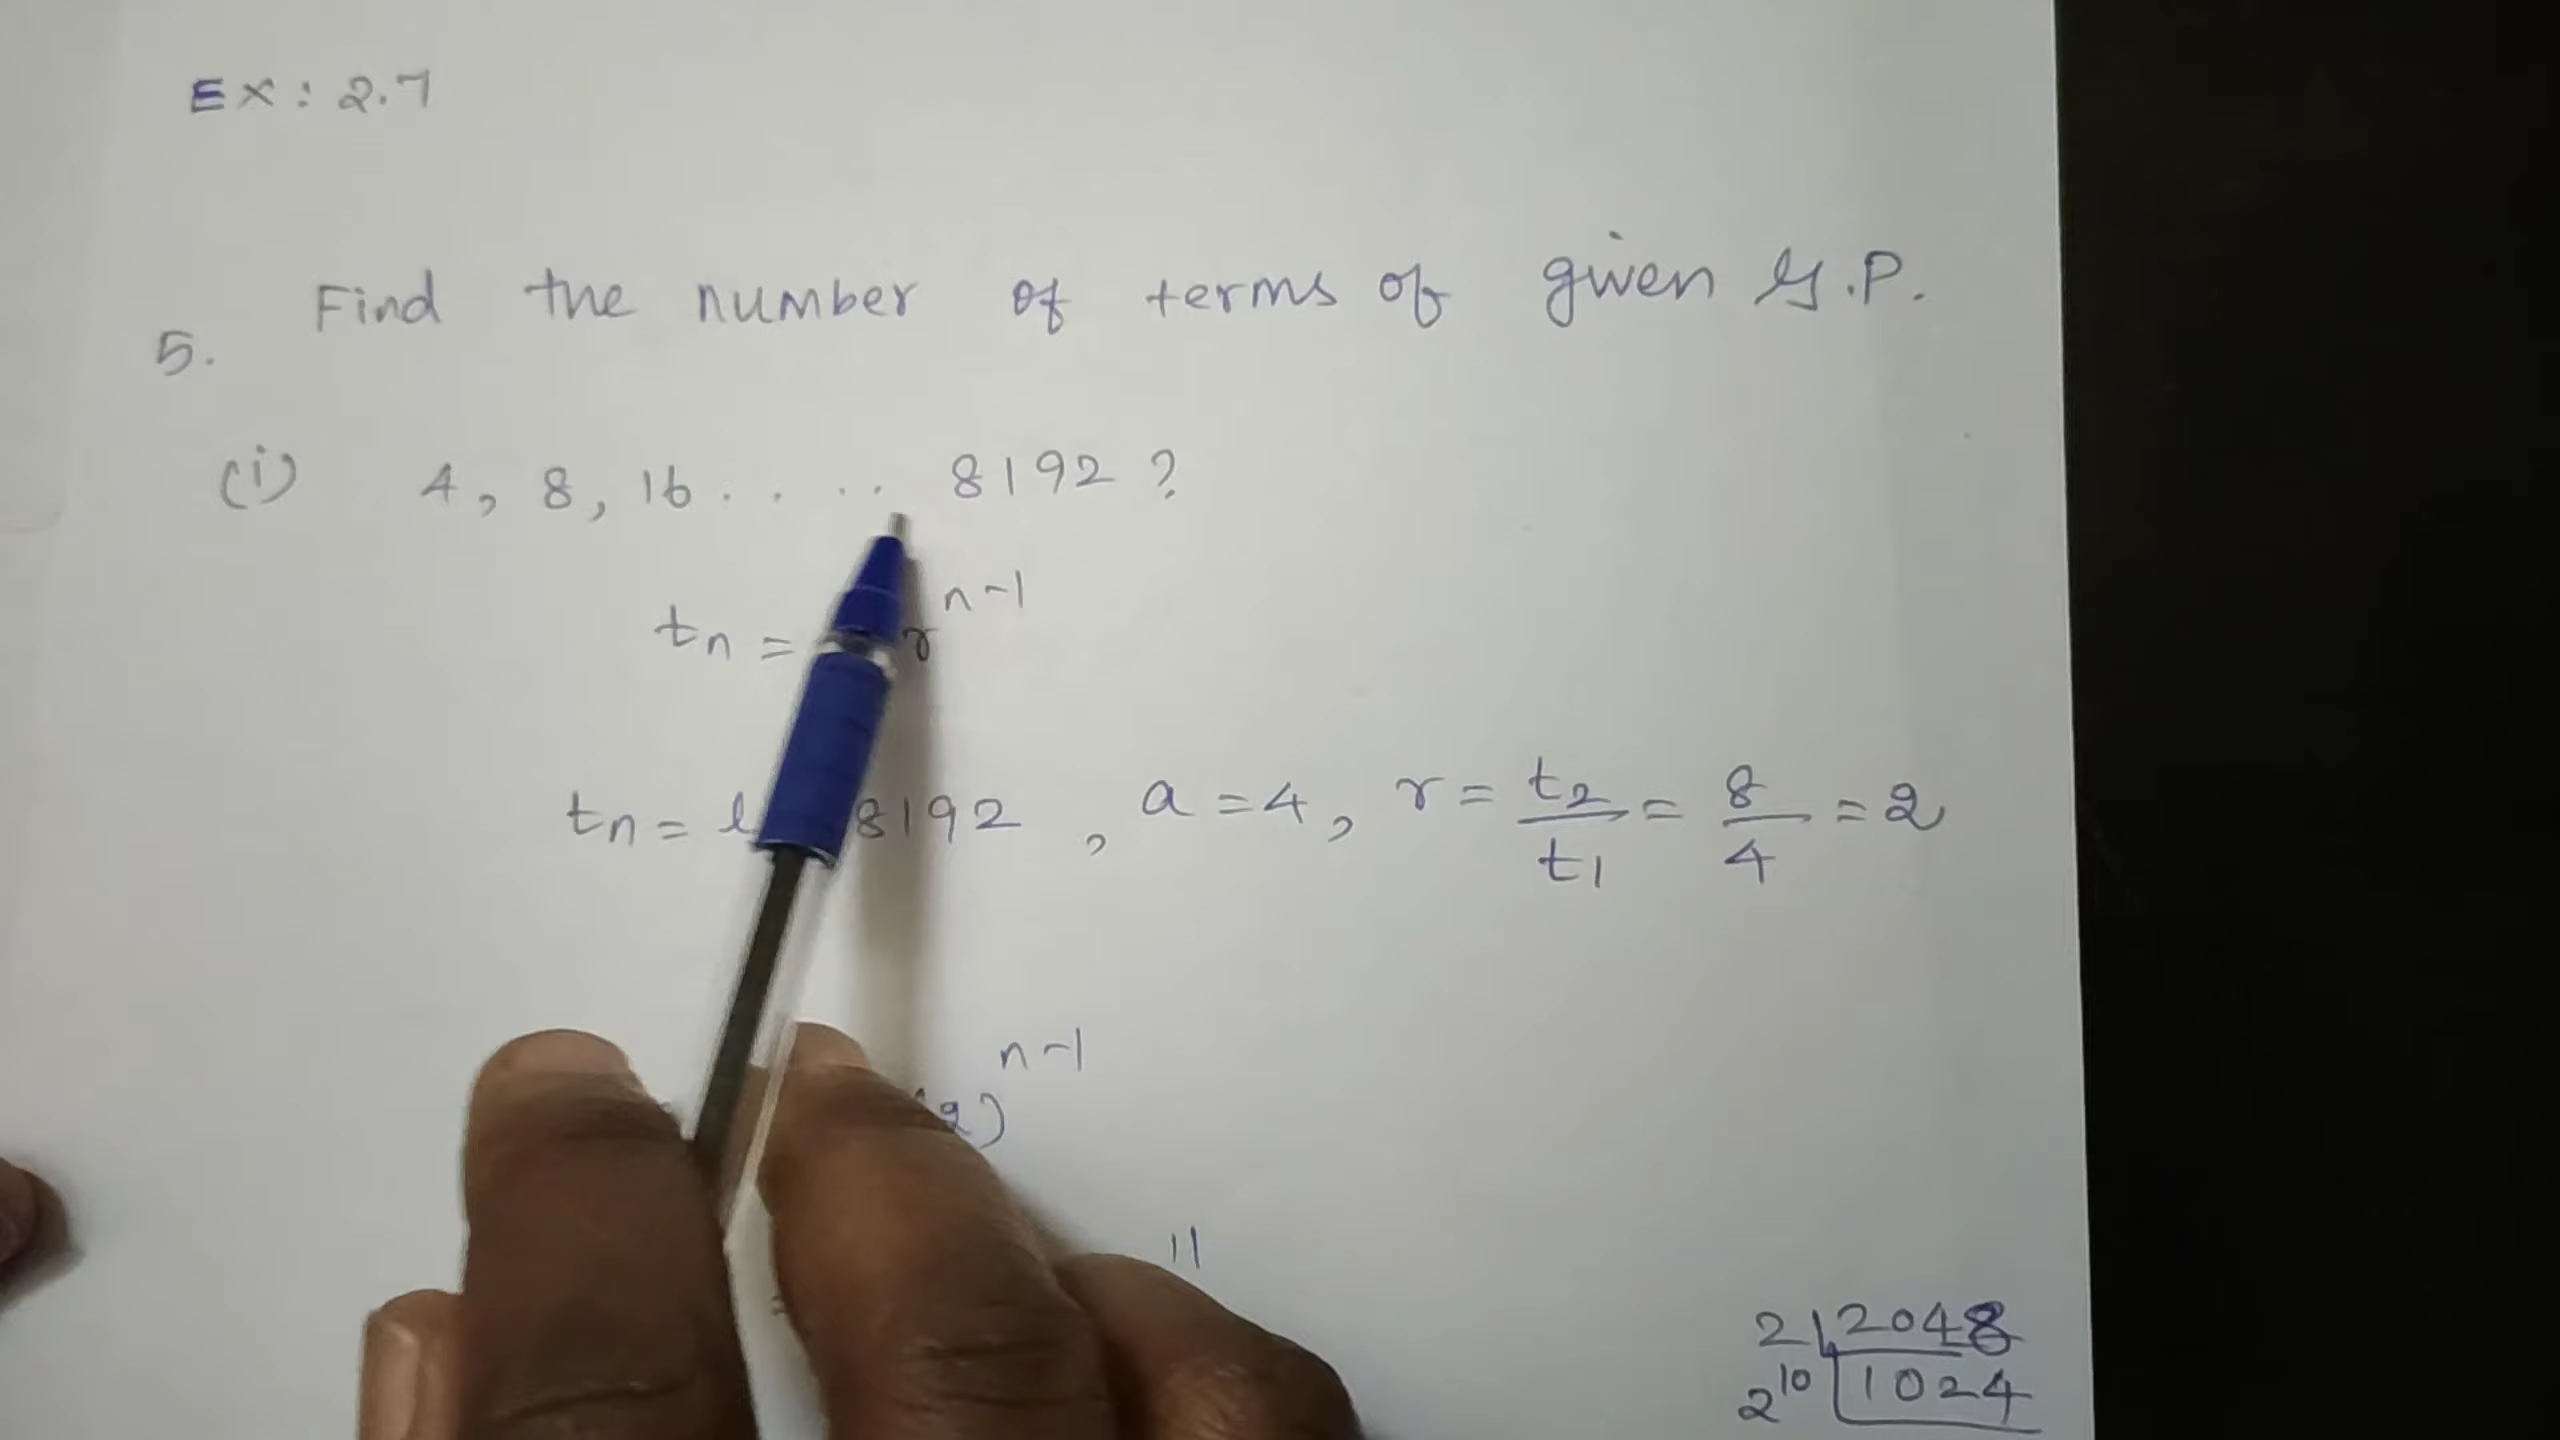 EX: 2.7
5. Find the number of terms of given G.P.
(i) 4, 8, 16 ..... 8192 ?
tn = r^(n-1)
tn = l 8192 , a = 4, r = t2/t1 = 8/4 = 2
2)^(n-1)
11
2 | 2048
2^10 | 1024